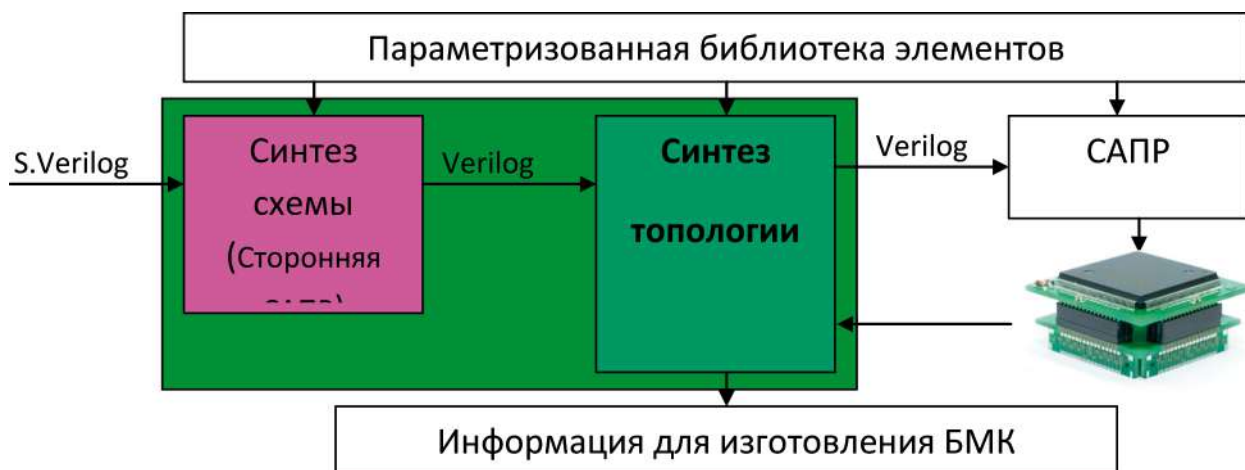 Параметризованная библиотека элементов
S.Verilog
Синтез
схемы
(Сторонняя
Verilog
Синтез
топологии
Verilog
САПР
Информация для изготовления БМК